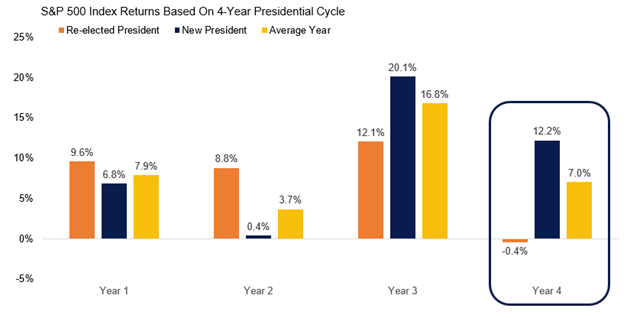 S&P 500 Index Returns Based On 4-Year Presidential Cycle
Re-elected President New President Average Year
25%
20%
15%
10%
5%
0%
-5%
9.6% 6.8% 7.9%
8.8% 0.4% 3.7%
12.1% 20.1% 16.8%
-0.4% 12.2% 7.0%
Year 1 Year 2 Year 3 Year 4